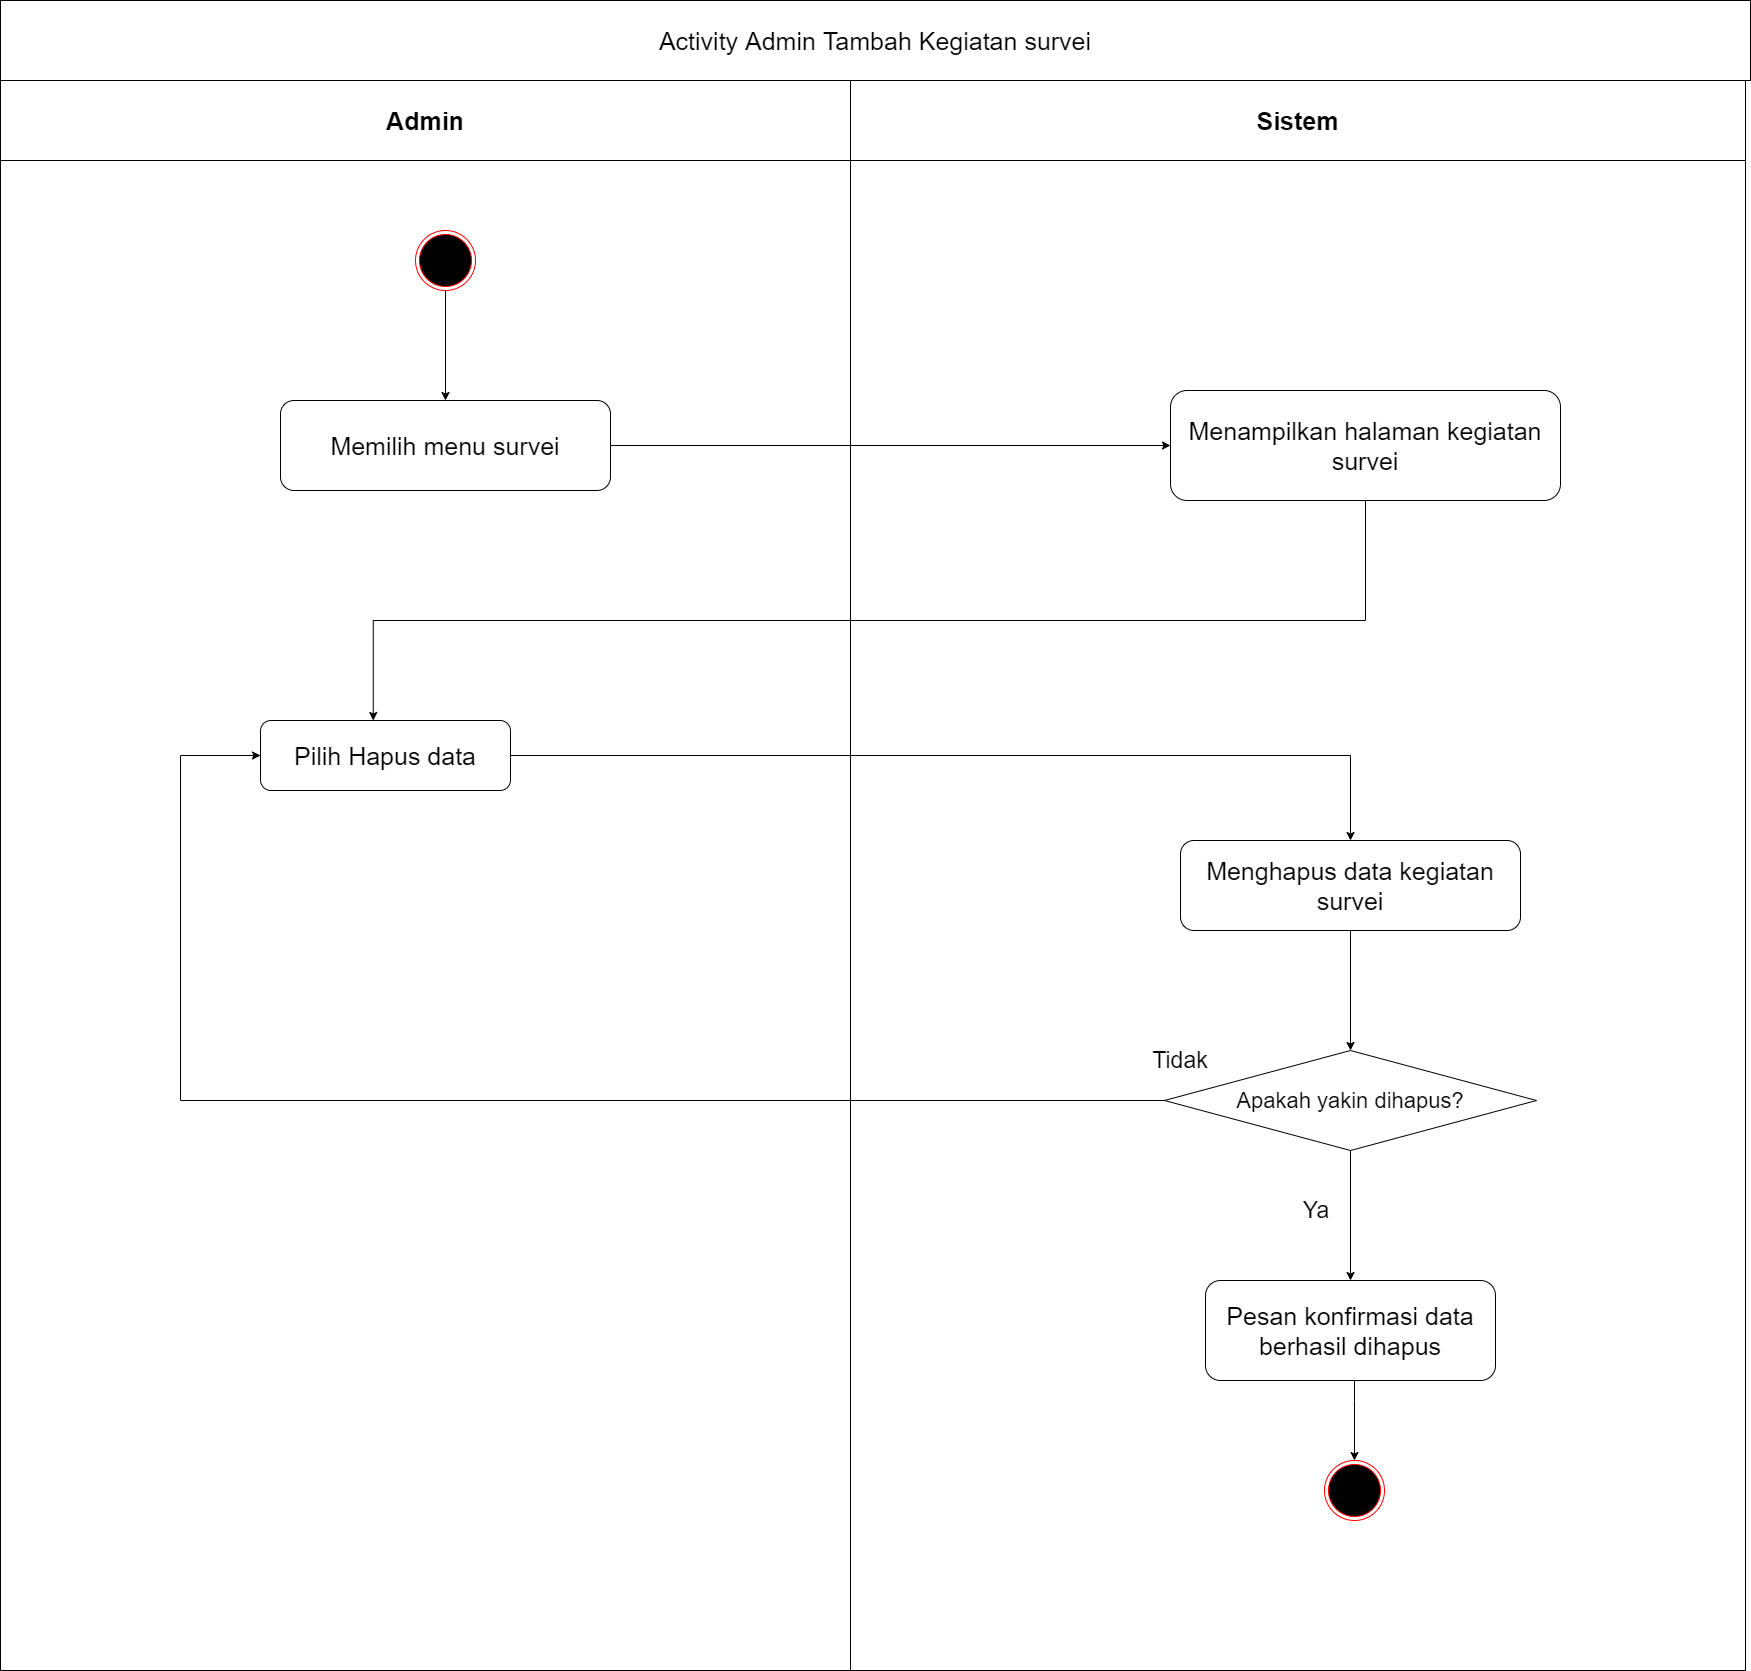 Activity Admin Tambah Kegiatan survei
Admin
Sistem
Memilih menu survei
Menampilkan halaman kegiatan
survei
Pilih Hapus data
Menghapus data kegiatan
survei
Tidak
Apakah yakin dihapus?
Ya
Pesan konfirmasi data
berhasil dihapus